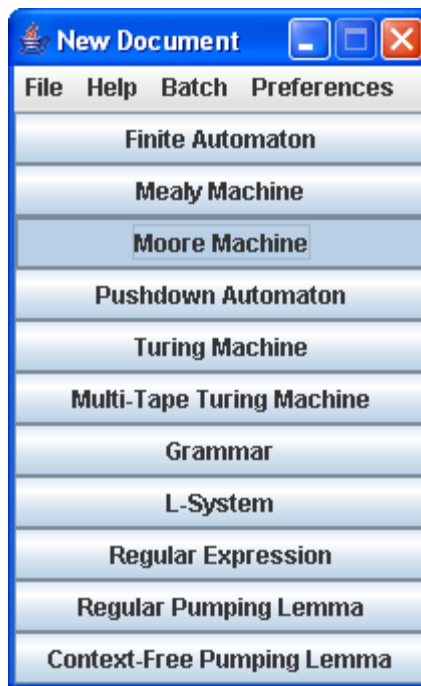 New Document
File Help Batch Preferences
Finite Automaton
Mealy Machine
Moore Machine
Pushdown Automaton
Turing Machine
Multi-Tape Turing Machine
Grammar
L-System
Regular Expression
Regular Pumping Lemma
Context-Free Pumping Lemma